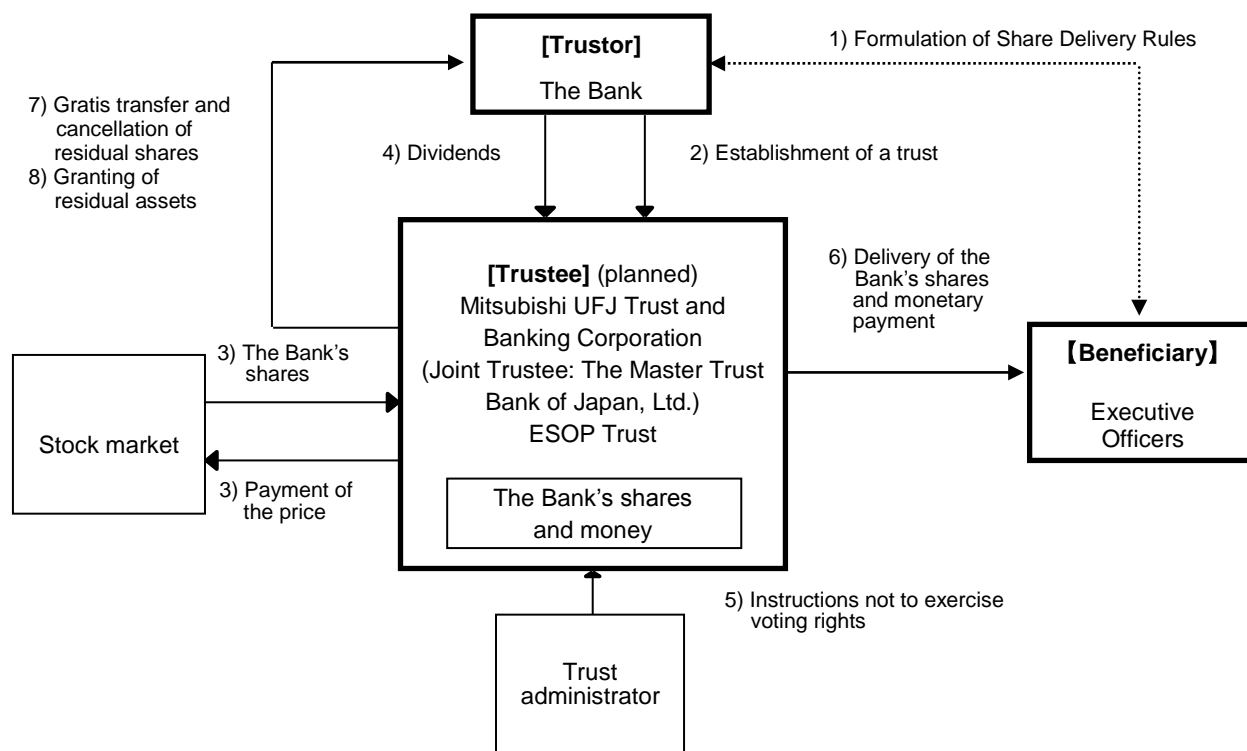 [Trustor]
The Bank
1) Formulation of Share Delivery Rules
7) Gratis transfer and
cancellation of
residual shares
8) Granting of
residual assets
4) Dividends
2) Establishment of a trust
[Trustee] (planned)
Mitsubishi UFJ Trust and
Banking Corporation
(Joint Trustee: The Master Trust
Bank of Japan, Ltd.)
ESOP Trust
The Bank’s shares
and money
6) Delivery of the
Bank’s shares
and monetary
payment
【Beneficiary】
Executive
Officers
3) The Bank’s
shares
Stock market
3) Payment of
the price
5) Instructions not to exercise
voting rights
Trust
administrator